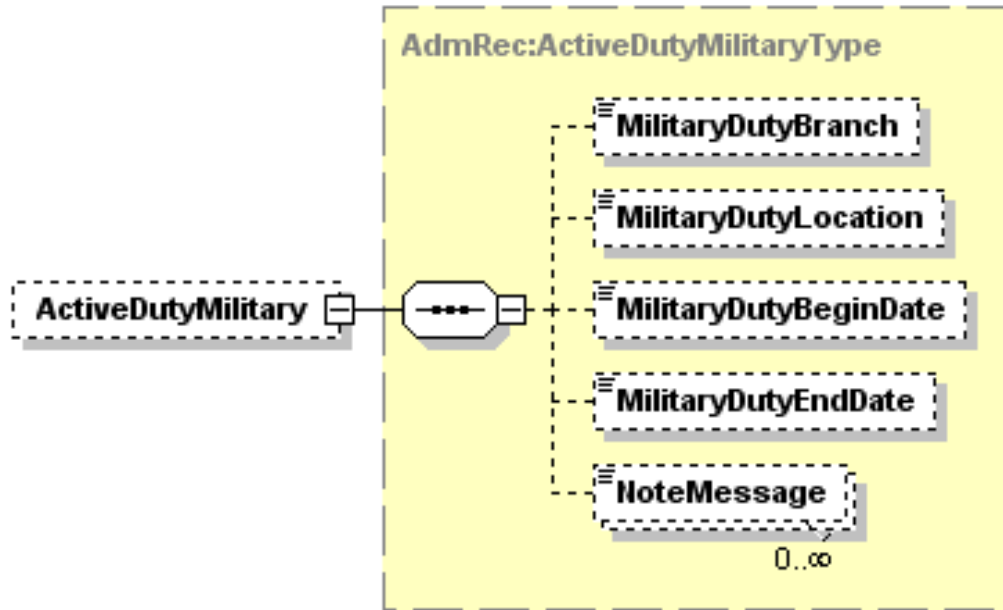 AdmRec:ActiveDutyMilitaryType
MilitaryDutyBranch
MilitaryDutyLocation
ActiveDutyMilitary
MilitaryDutyBeginDate
MilitaryDutyEndDate
NoteMessage
0..∞